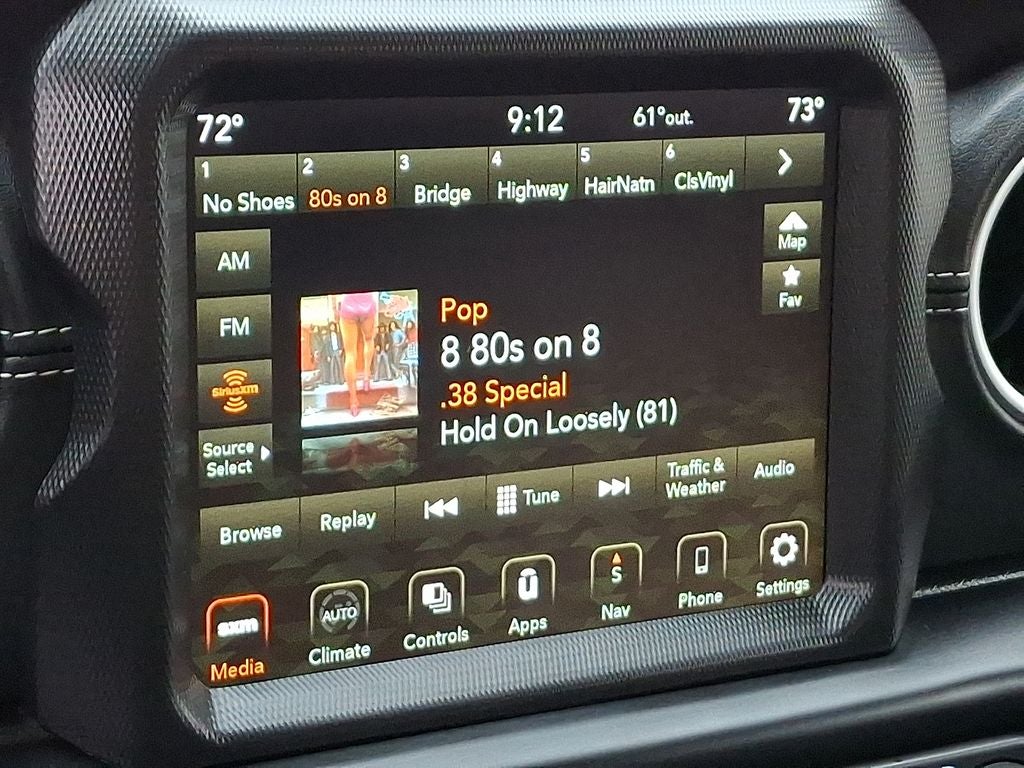 72° 9:12 61°out. 73°
1 2 3 4 5 6
No Shoes 80s on 8 Bridge Highway HairNatn ClsVinyl
AM
Map
Fav
FM
Pop
8 80s on 8
SiriusXM
.38 Special
Hold On Loosely (81)
Source
Select
Browse Replay Tune Traffic &
Weather Audio
sxm AUTO S
Media Climate Controls Apps Nav Phone Settings